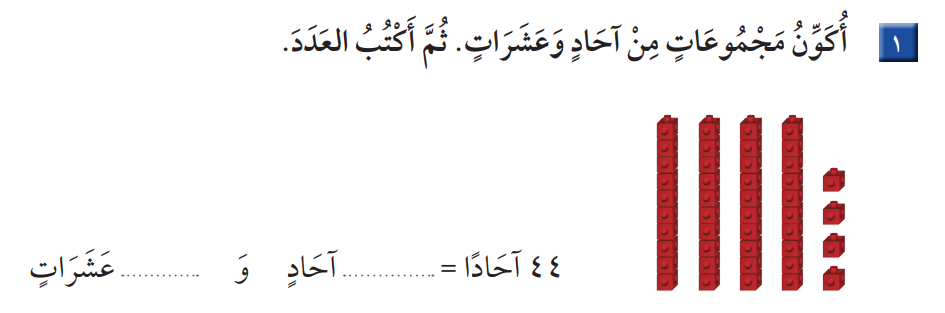 ١ أُكَوِّنُ مَجْمُوعَاتٍ مِنْ آحَادٍ وَعَشَرَاتٍ. ثُمَّ أَكْتُبُ العَدَدَ.
٤٤ آحَادًا = ................ آحَادٍ وَ .............. عَشَرَاتٍ